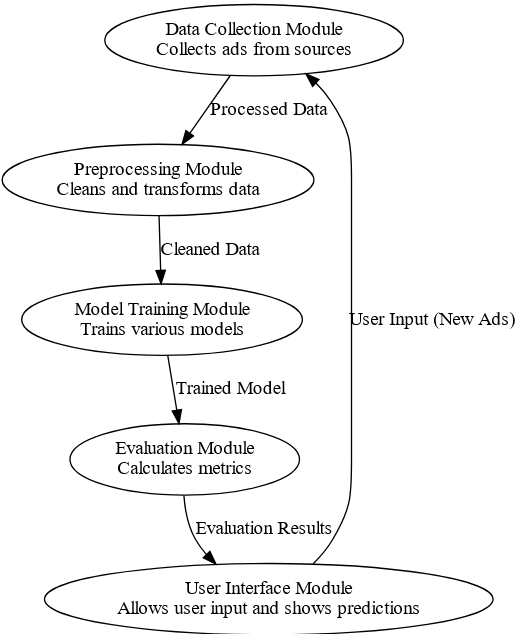 Data Collection Module
Collects ads from sources
Processed Data
Preprocessing Module
Cleans and transforms data
Cleaned Data
Model Training Module
Trains various models
User Input (New Ads)
Trained Model
Evaluation Module
Calculates metrics
Evaluation Results
User Interface Module
Allows user input and shows predictions